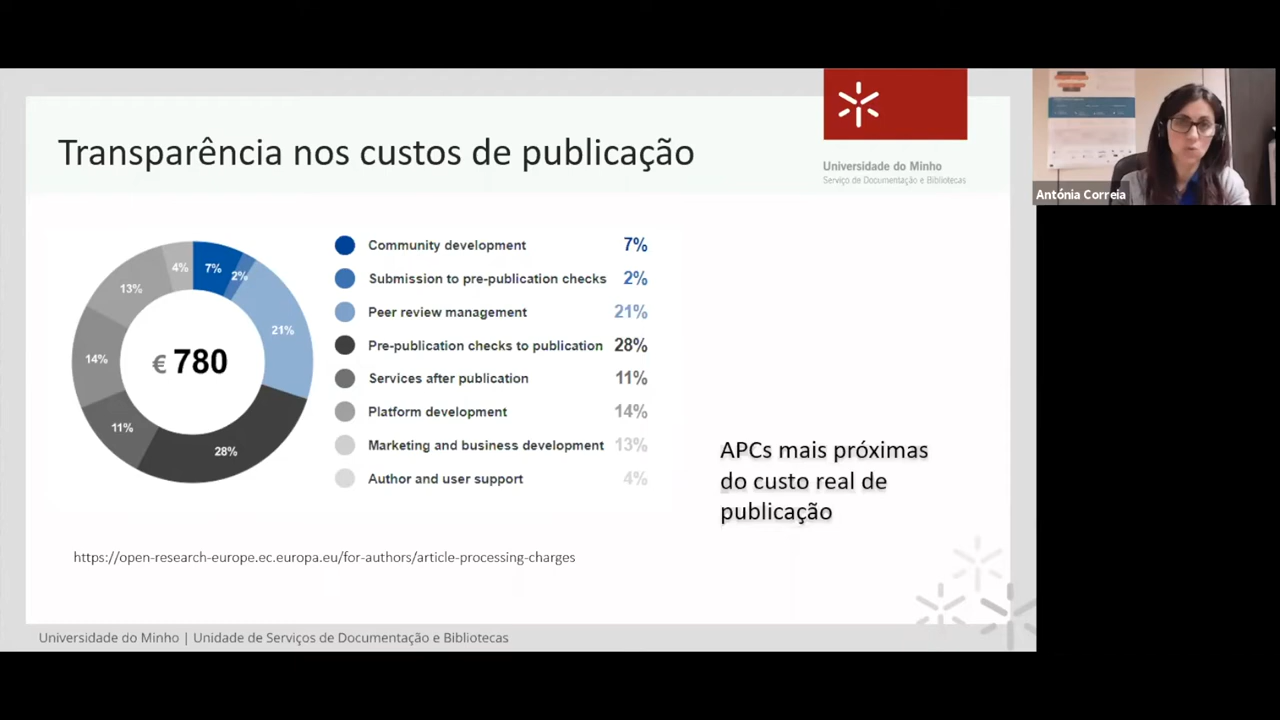 Transparência nos custos de publicação
Universidade do Minho
Serviço de Documentação e Bibliotecas
Antónia Correia
4%
7%
2%
13%
21%
14%
€ 780
11%
28%
Community development 7%
Submission to pre-publication checks 2%
Peer review management 21%
Pre-publication checks to publication 28%
Services after publication 11%
Platform development 14%
Marketing and business development 13%
Author and user support 4%
APCs mais próximas
do custo real de
publicação
https://open-research-europe.ec.europa.eu/for-authors/article-processing-charges
Universidade do Minho | Unidade de Serviços de Documentação e Bibliotecas